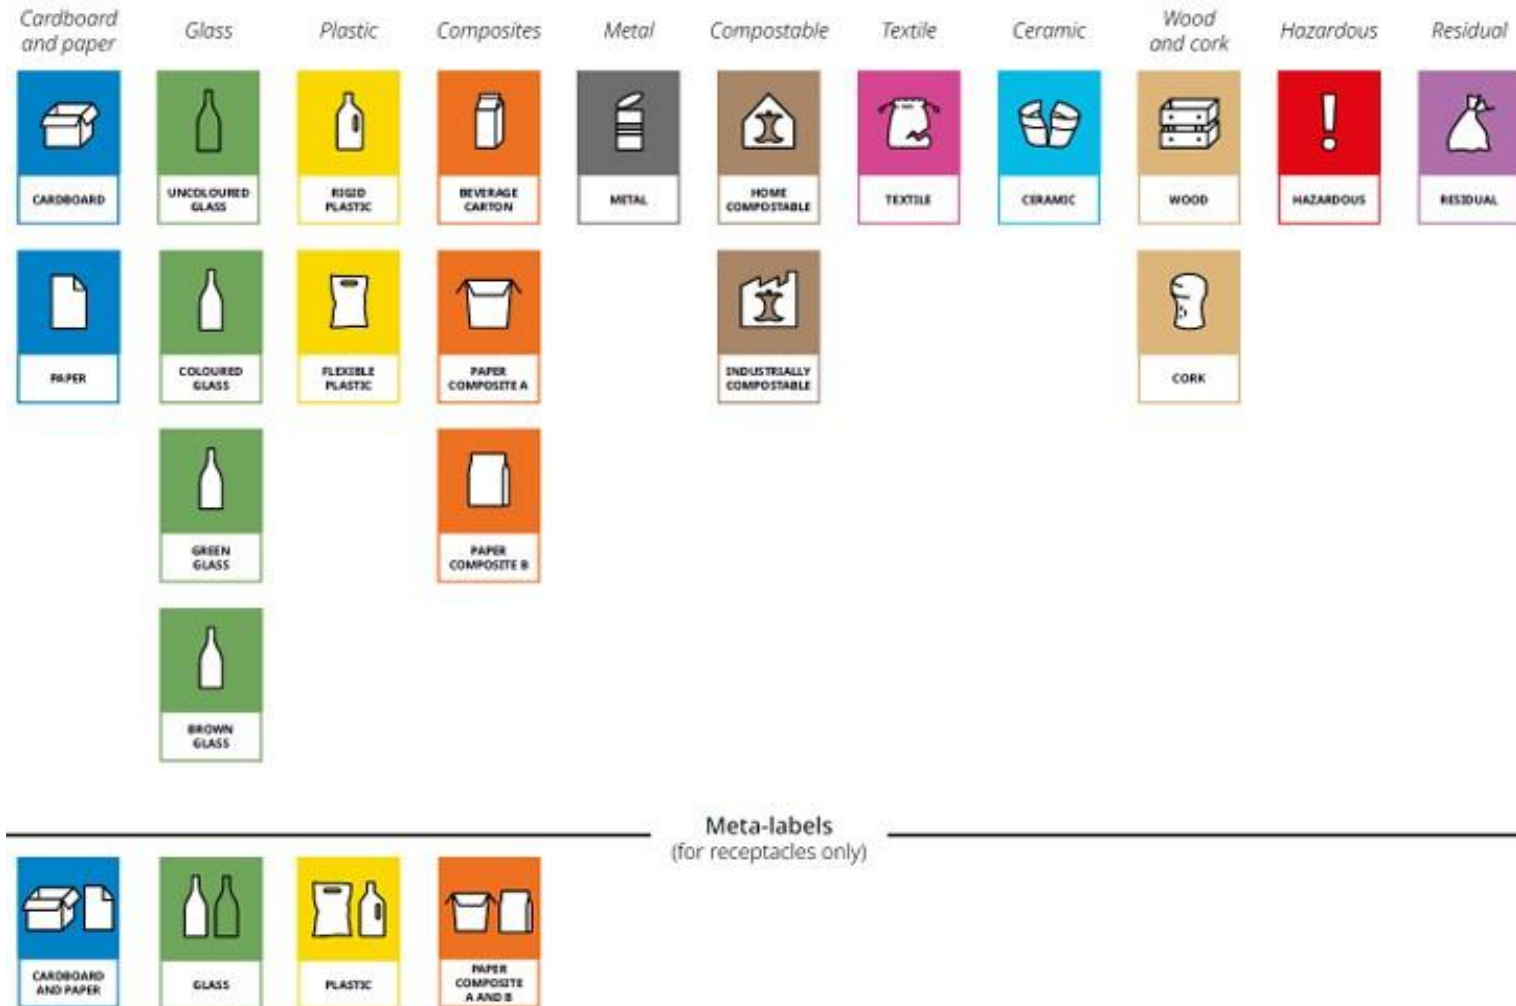 Cardboard
and paper
Glass
Plastic
Composites
Metal
Compostable
Textile
Ceramic
Wood
and cork
Hazardous
Residual
CARDBOARD
UNCOLOURED
GLASS
RIGID
PLASTIC
BEVERAGE
CARTON
METAL
HOME
COMPOSTABLE
TEXTILE
CERAMIC
WOOD
HAZARDOUS
RESIDUAL
PAPER
COLOURED
GLASS
FLEXIBLE
PLASTIC
PAPER
COMPOSITE A
INDUSTRIALLY
COMPOSTABLE
CORK
GREEN
GLASS
PAPER
COMPOSITE B
BROWN
GLASS
Meta-labels
(for receptacles only)
CARDBOARD
AND PAPER
GLASS
PLASTIC
PAPER
COMPOSITE
A AND B